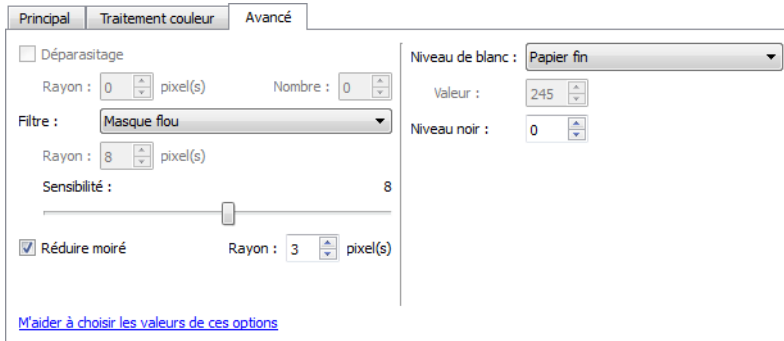 Principal Traitement couleur Avancé
Déparasitage
Rayon : 0 pixel(s) Nombre : 0
Filtre : Masque flou
Rayon : 8 pixel(s)
Sensibilité : 8
Réduire moiré Rayon : 3 pixel(s)
M'aider à choisir les valeurs de ces options
Niveau de blanc : Papier fin
Valeur : 245
Niveau noir : 0